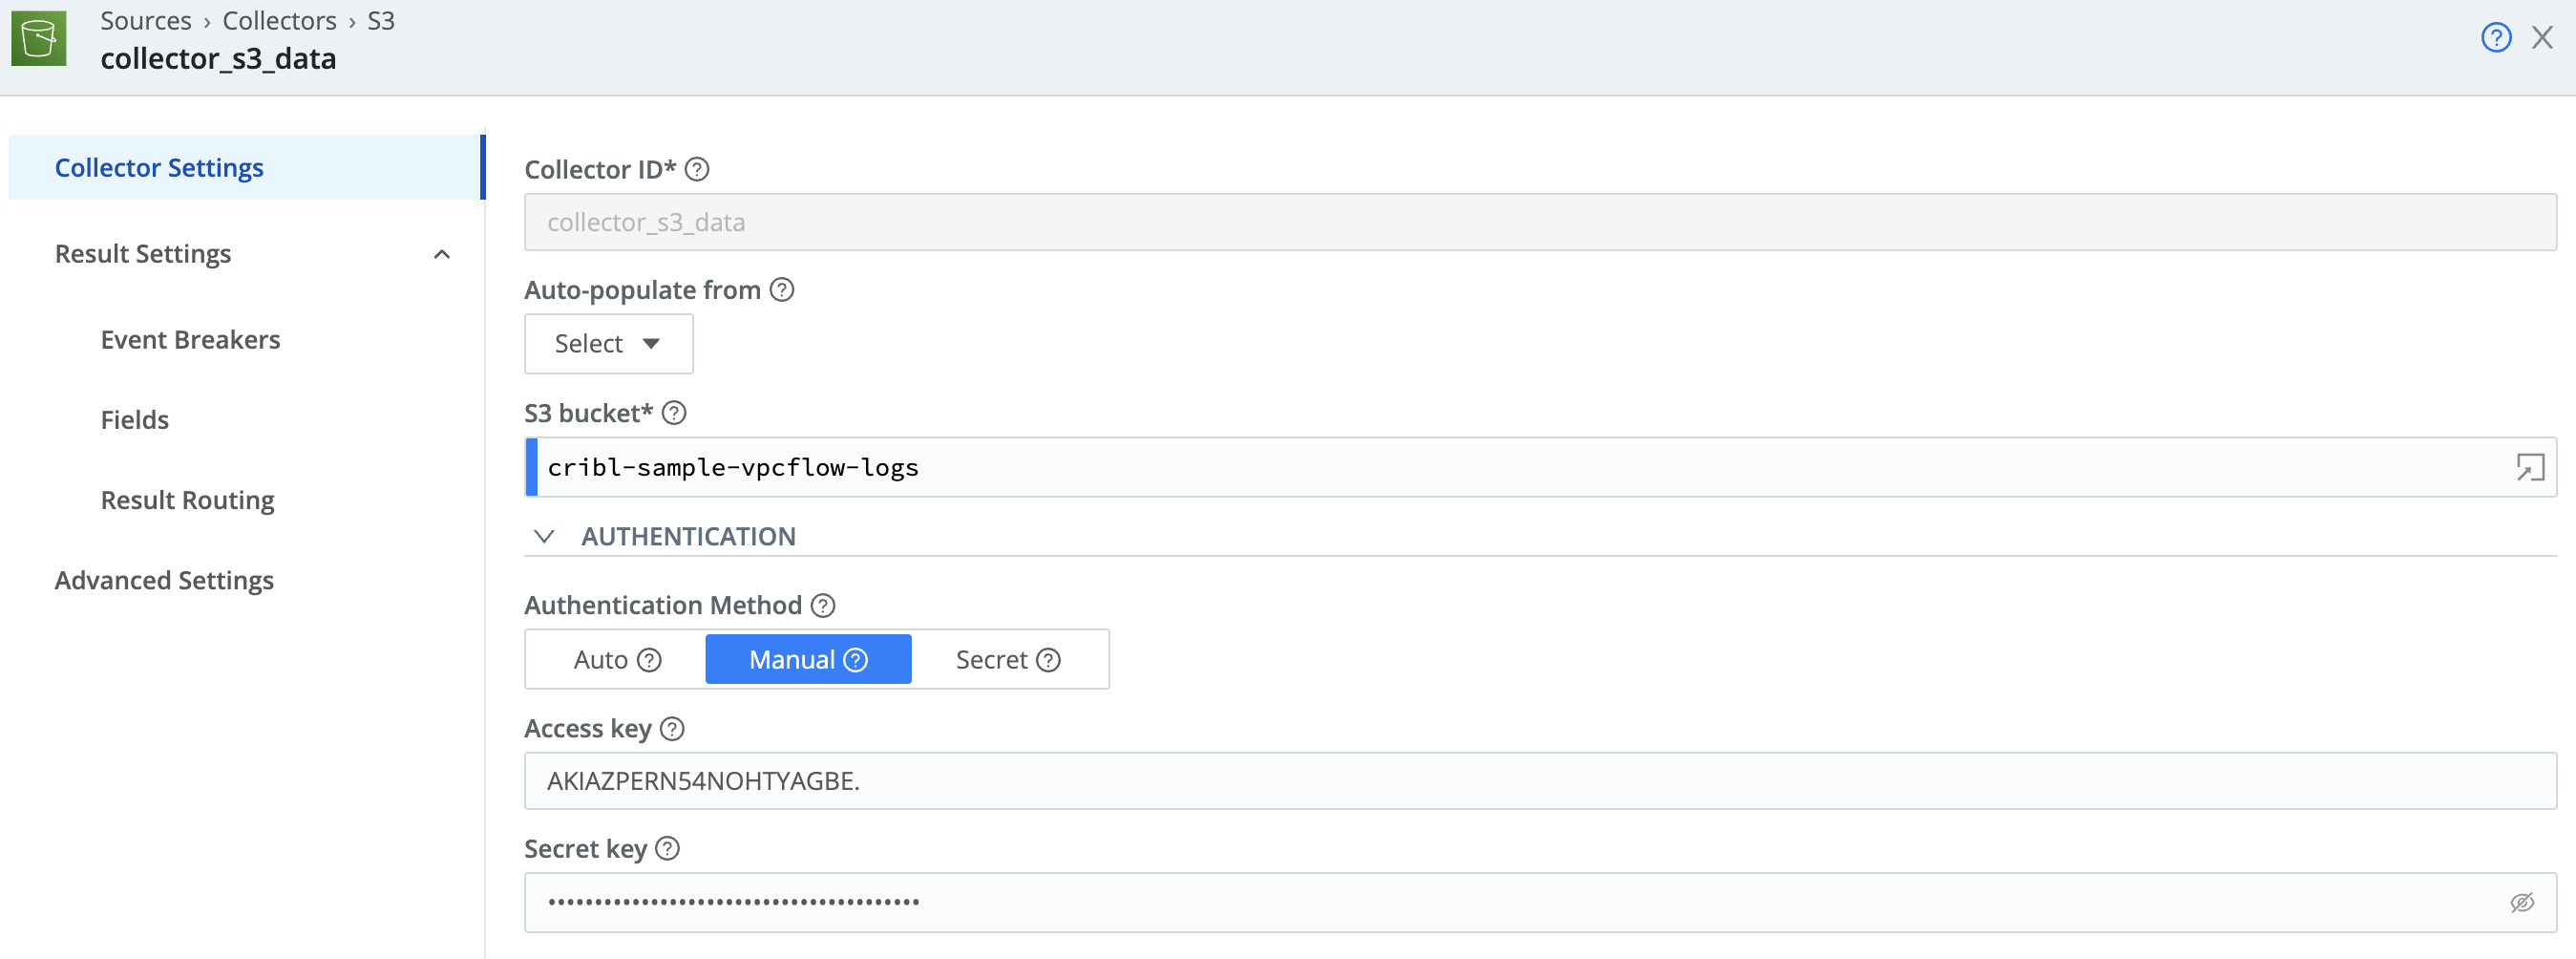 Sources › Collectors › S3
collector_s3_data
Collector Settings
Result Settings
Event Breakers
Fields
Result Routing
Advanced Settings
Collector ID*
collector_s3_data
Auto-populate from
Select
S3 bucket*
cribl-sample-vpcflow-logs
AUTHENTICATION
Authentication Method
Auto Manual Secret
Access key
AKIAZPERN54NOHTYAGBE.
Secret key
••••••••••••••••••••••••••••••••••••••••